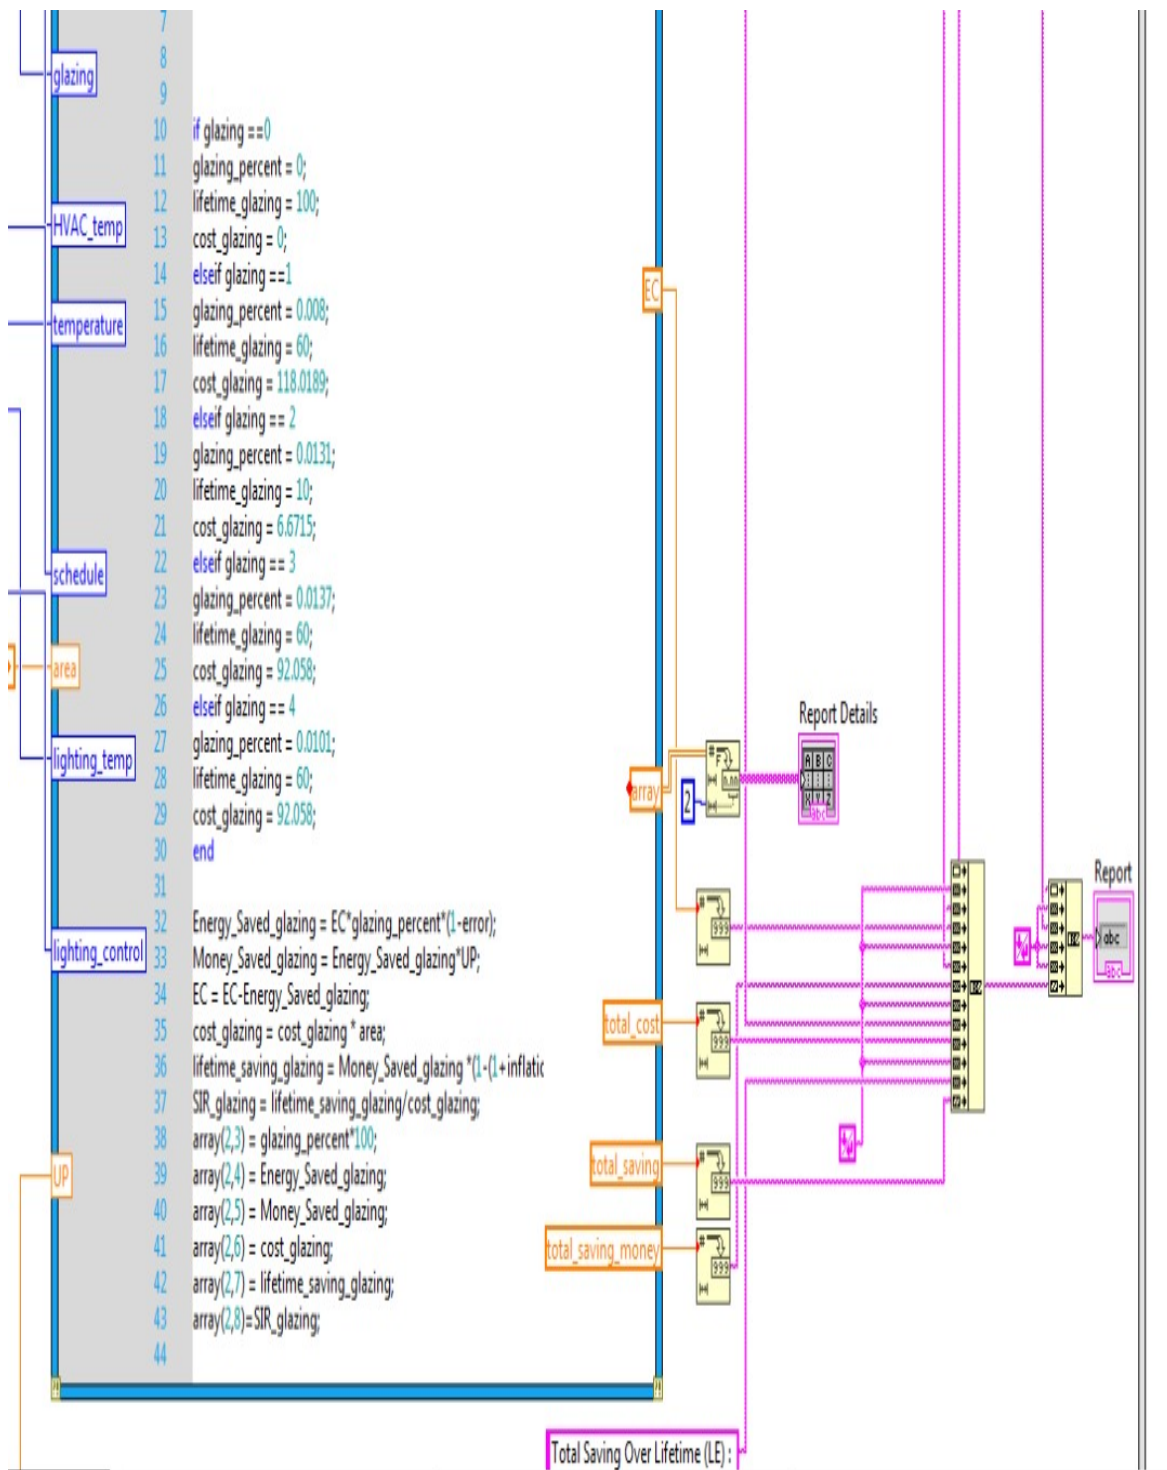 7
8
glazing
9
10 if glazing ==0
11 glazing_percent = 0;
12 lifetime_glazing = 100;
HVAC_temp
13 cost_glazing = 0;
14 elseif glazing ==1
EC
15 glazing_percent = 0.008;
temperature
16 lifetime_glazing = 60;
17 cost_glazing = 118.0189;
18 elseif glazing == 2
19 glazing_percent = 0.0131;
20 lifetime_glazing = 10;
21 cost_glazing = 6.6715;
22 elseif glazing == 3
schedule
23 glazing_percent = 0.0137;
24 lifetime_glazing = 60;
area
25 cost_glazing = 92.058;
26 elseif glazing == 4
Report Details
27 glazing_percent = 0.0101;
lighting_temp
28 lifetime_glazing = 60;
array
2
29 cost_glazing = 92.058;
30 end
31
Report
32 Energy_Saved_glazing = EC*glazing_percent*(1-error);
lighting_control
33 Money_Saved_glazing = Energy_Saved_glazing*UP;
34 EC = EC-Energy_Saved_glazing;
total_cost
35 cost_glazing = cost_glazing * area;
36 lifetime_saving_glazing = Money_Saved_glazing *(1-(1+inflatic
37 SIR_glazing = lifetime_saving_glazing/cost_glazing;
38 array(2,3) = glazing_percent*100;
total_saving
39 array(2,4) = Energy_Saved_glazing;
UP
40 array(2,5) = Money_Saved_glazing;
41 array(2,6) = cost_glazing;
total_saving_money
42 array(2,7) = lifetime_saving_glazing;
43 array(2,8)=SIR_glazing;
44
Total Saving Over Lifetime (LE) :